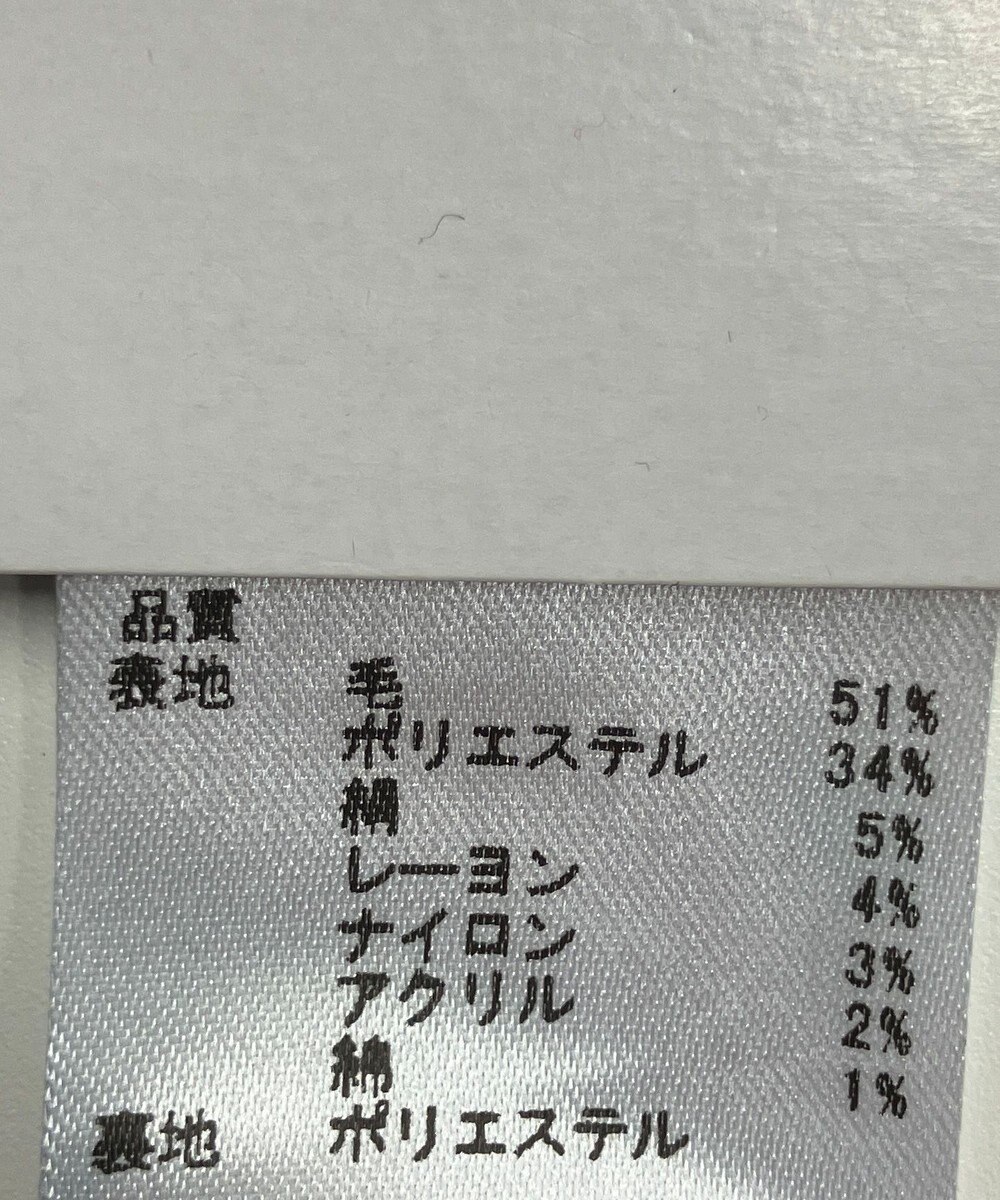 品質
表地 毛 51%
ポリエステル 34%
絹 5%
レーヨン 4%
ナイロン 3%
アクリル 2%
綿 1%
裏地 ポリエステル